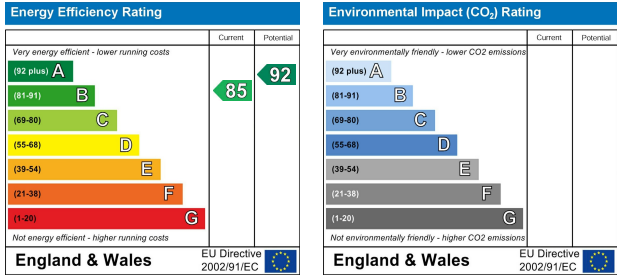 Energy Efficiency Rating
Current Potential
Very energy efficient - lower running costs
(92 plus) A
(81-91) B
(69-80) C
(55-68) D
(39-54) E
(21-38) F
(1-20) G
85
92
Not energy efficient - higher running costs
England & Wales
EU Directive
2002/91/EC
Environmental Impact (CO₂) Rating
Current Potential
Very environmentally friendly - lower CO2 emissions
(92 plus) A
(81-91) B
(69-80) C
(55-68) D
(39-54) E
(21-38) F
(1-20) G
Not environmentally friendly - higher CO2 emissions
England & Wales
EU Directive
2002/91/EC